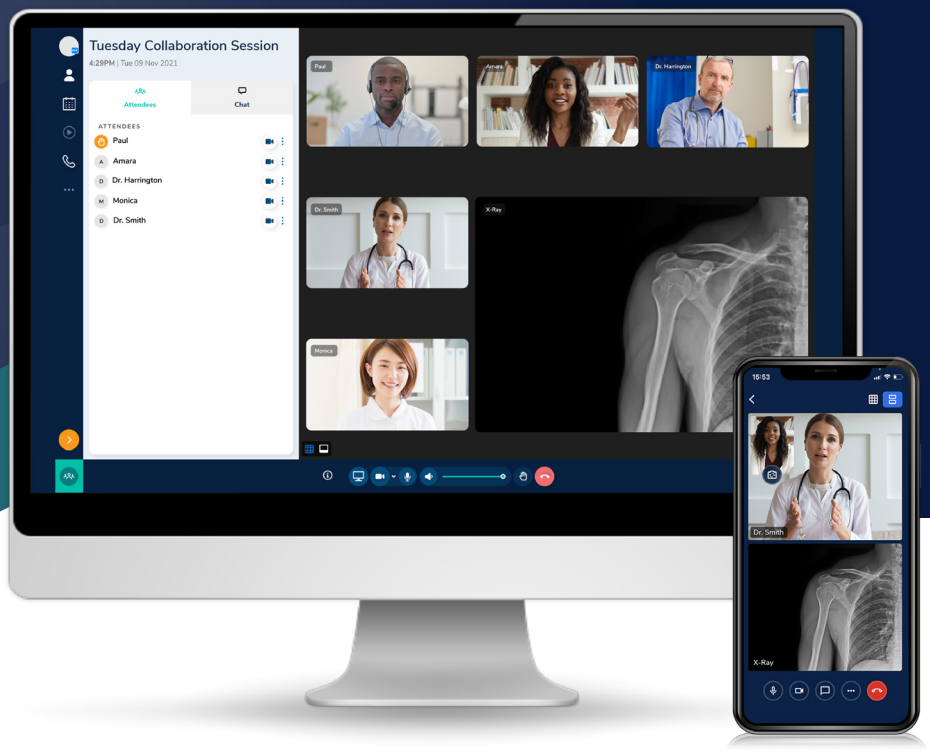 Tuesday Collaboration Session
4:29PM | Tue 09 Nov 2021
Attendees
Chat
ATTENDEES
Paul
A Amara
D Dr. Harrington
M Monica
D Dr. Smith
Paul
Amara
Dr. Harrington
Dr. Smith
X-Ray
Monica
15:53
Dr. Smith
X-Ray